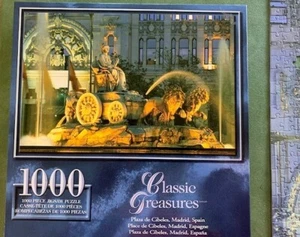 1000
1000 PIECE JIGSAW PUZZLE
CASSE-TÊTE DE 1000 PIÈCES
ROMPECABEZAS DE 1000 PIEZAS
Classic
Treasures
Plaza de Cibeles, Madrid, Spain
Place de Cibeles, Madrid, Espagne
Plaza de Cibeles, Madrid, España